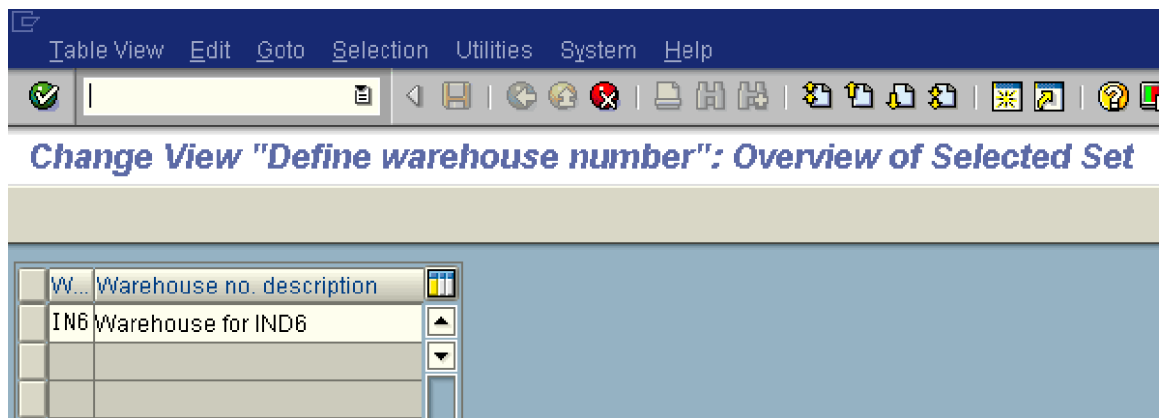 Table View Edit Goto Selection Utilities System Help
Change View "Define warehouse number": Overview of Selected Set
W... Warehouse no. description
IN6 Warehouse for IND6